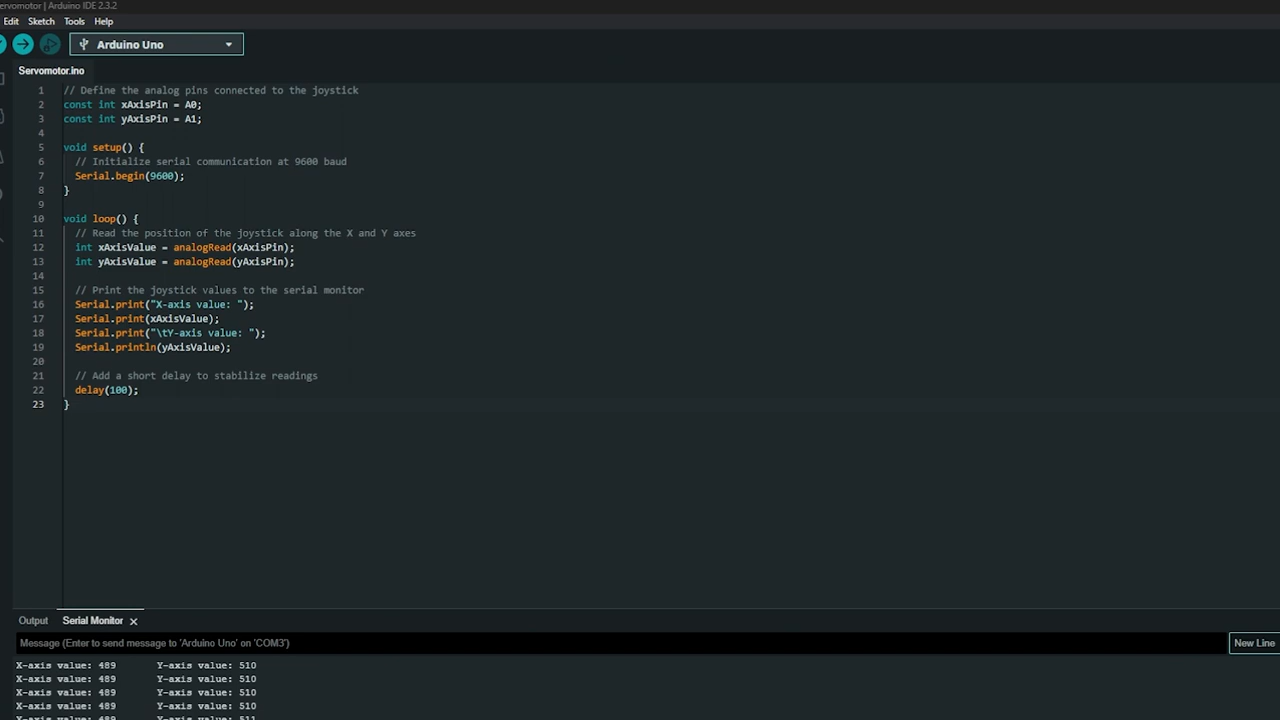 ervomotor | Arduino IDE 2.3.2
Edit Sketch Tools Help
Arduino Uno
Servomotor.ino
1 // Define the analog pins connected to the joystick
2 const int xAxisPin = A0;
3 const int yAxisPin = A1;
4
5 void setup() {
6 // Initialize serial communication at 9600 baud
7 Serial.begin(9600);
8 }
9
10 void loop() {
11 // Read the position of the joystick along the X and Y axes
12 int xAxisValue = analogRead(xAxisPin);
13 int yAxisValue = analogRead(yAxisPin);
14
15 // Print the joystick values to the serial monitor
16 Serial.print("X-axis value: ");
17 Serial.print(xAxisValue);
18 Serial.print("\tY-axis value: ");
19 Serial.println(yAxisValue);
20
21 // Add a short delay to stabilize readings
22 delay(100);
23 }
Output Serial Monitor
Message (Enter to send message to 'Arduino Uno' on 'COM3')
New Line
X-axis value: 489 Y-axis value: 510
X-axis value: 489 Y-axis value: 510
X-axis value: 489 Y-axis value: 510
X-axis value: 489 Y-axis value: 510
X-axis value: 489 Y-axis value: 511